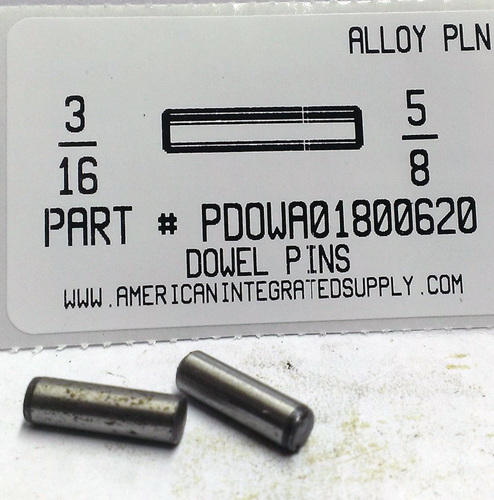 ALLOY PLN
3/16
5/8
PART # PDOWA01800620
DOWEL PINS
WWW.AMERICANINTEGRATEDSUPPLY.COM